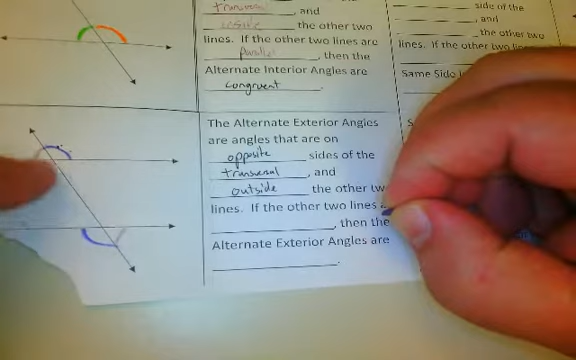 transversal, and
inside the other two
lines. If the other two lines are
parallel, then the
Alternate Interior Angles are
congruent.
The Alternate Exterior Angles
are angles that are on
opposite sides of the
transversal, and
outside the other tw
lines. If the other two lines
, then the
Alternate Exterior Angles are
side of the
, and
the other two
lines. If the other two
Same Side